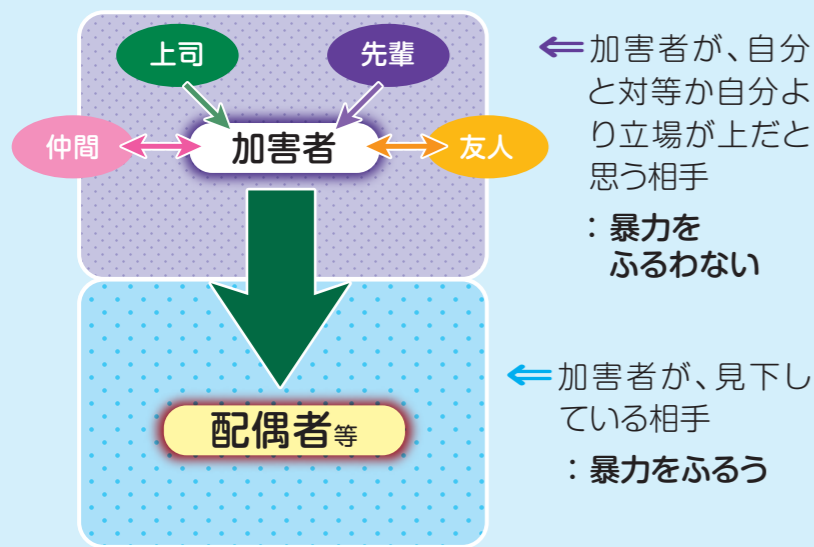 上司
先輩
仲間
加害者
友人
⇐加害者が、自分
と対等か自分よ
り立場が上だと
思う相手
：暴力を
ふるわない
配偶者等
⇐加害者が、見下し
ている相手
：暴力をふるう